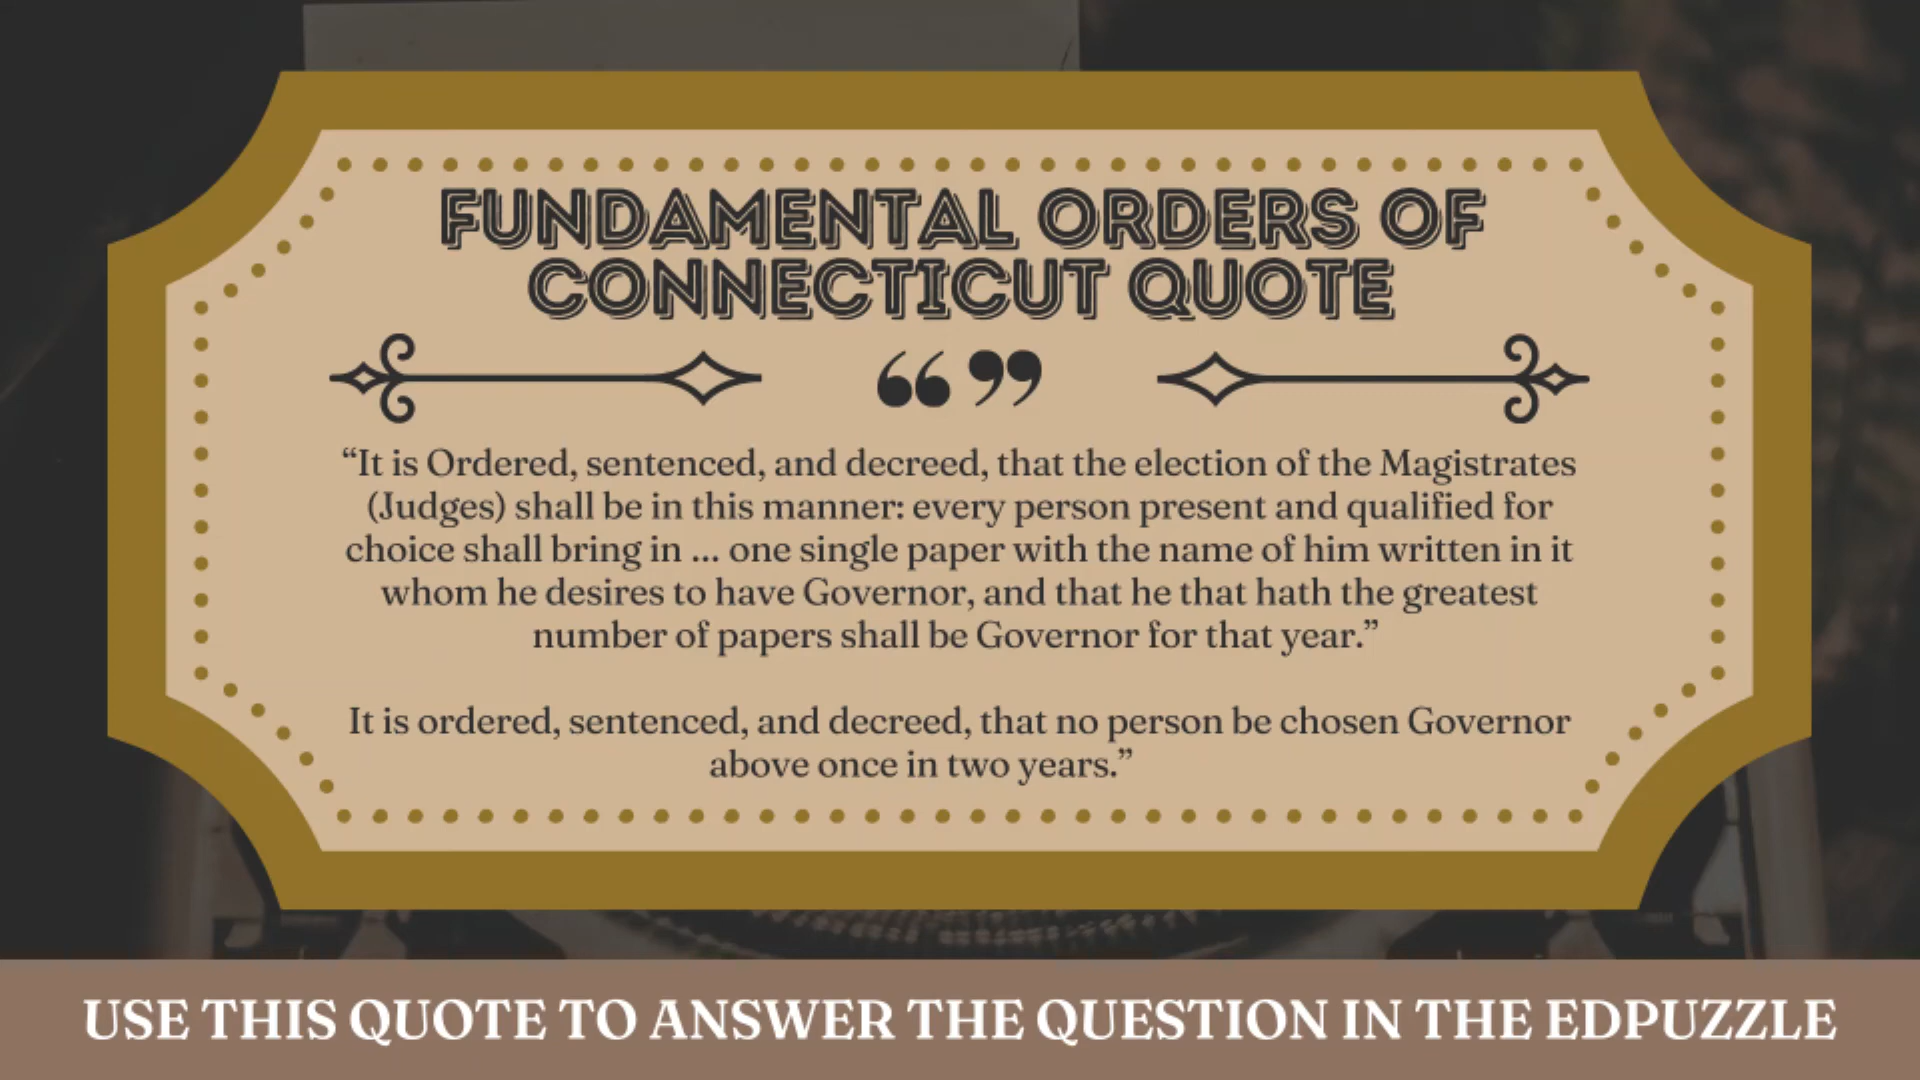 FUNDAMENTAL ORDERS OF
CONNECTICUT QUOTE
“ ”
“It is Ordered, sentenced, and decreed, that the election of the Magistrates
(Judges) shall be in this manner: every person present and qualified for
choice shall bring in ... one single paper with the name of him written in it
whom he desires to have Governor, and that he that hath the greatest
number of papers shall be Governor for that year.”
It is ordered, sentenced, and decreed, that no person be chosen Governor
above once in two years.”
USE THIS QUOTE TO ANSWER THE QUESTION IN THE EDPUZZLE